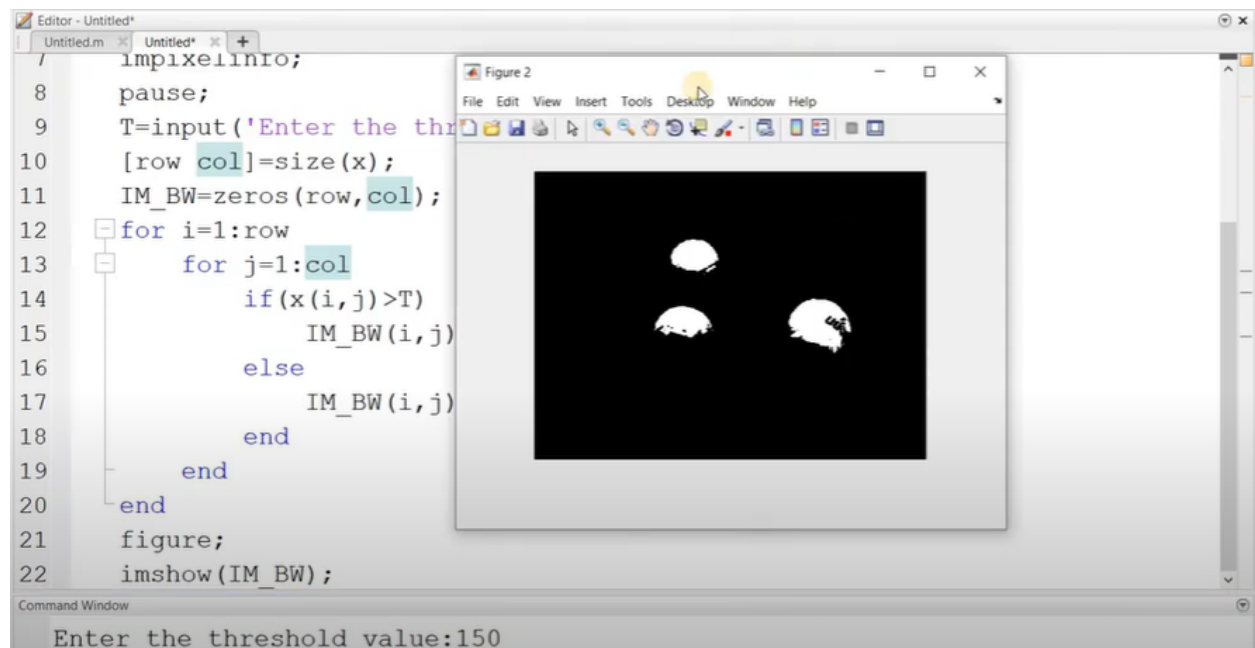 Editor - Untitled*
Untitled.m × Untitled* × +
7 impixelinfo;
8 pause;
9 T=input('Enter the thr
10 [row col]=size(x);
11 IM_BW=zeros(row,col);
12 for i=1:row
13 for j=1:col
14 if(x(i,j)>T)
15 IM_BW(i,j)
16 else
17 IM_BW(i,j)
18 end
19 end
20 end
21 figure;
22 imshow(IM_BW);
Figure 2
File Edit View Insert Tools Desktop Window Help
Command Window
Enter the threshold value:150